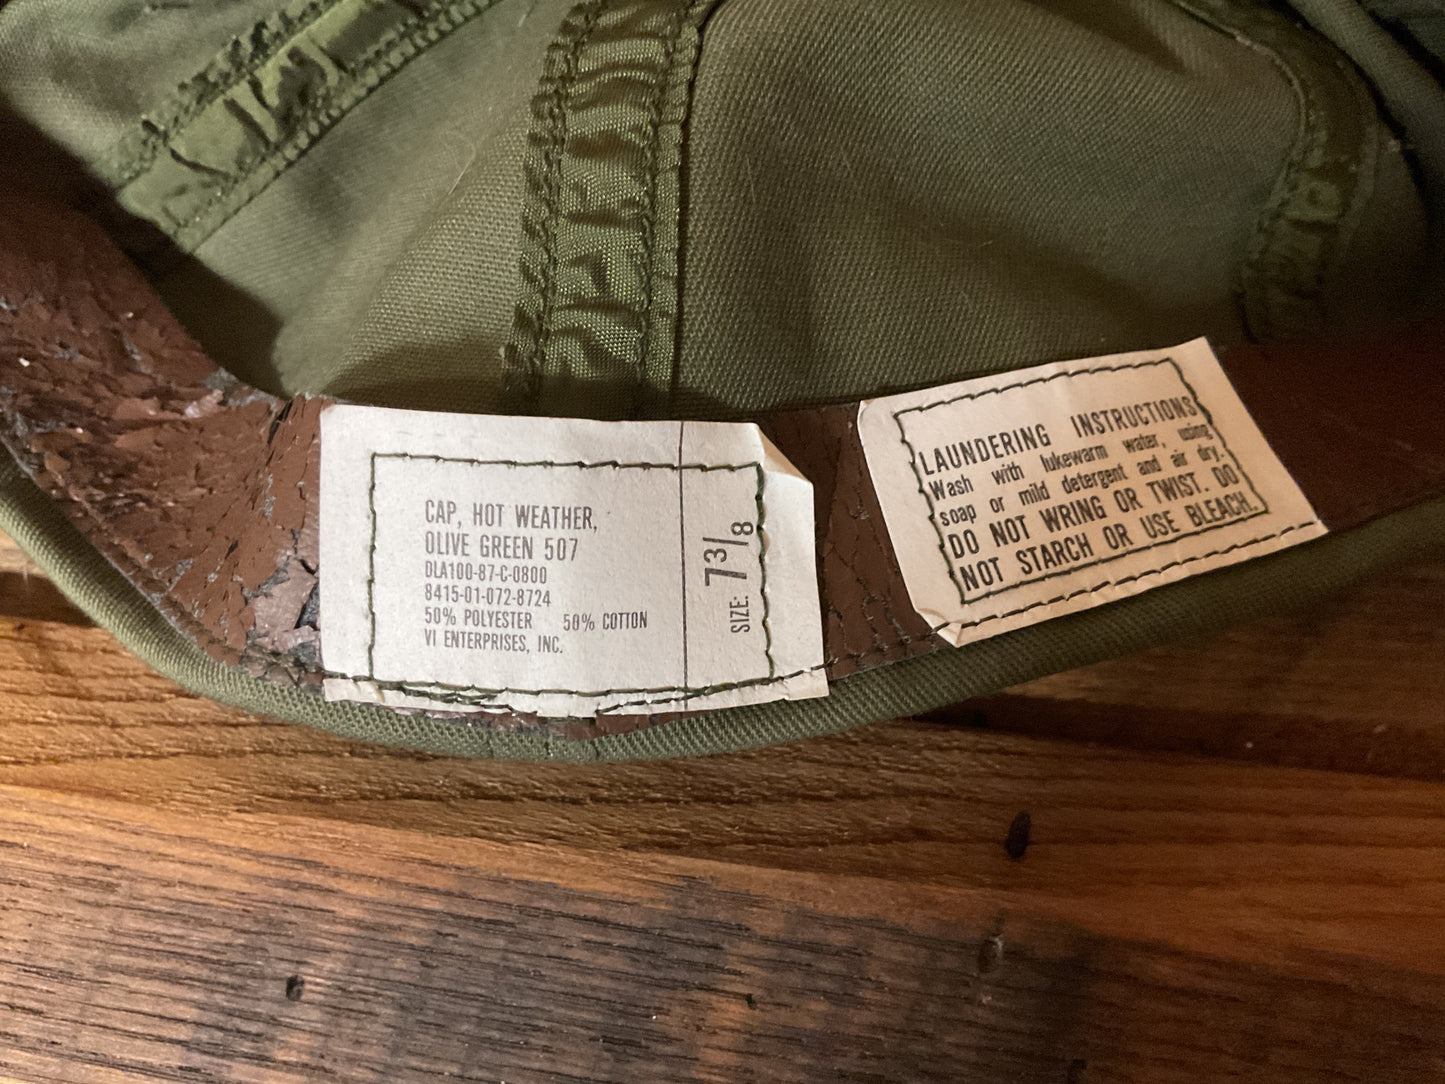 CAP, HOT WEATHER,
OLIVE GREEN 507
DLA100-87-C-0800
8415-01-072-8724
50% POLYESTER 50% COTTON
VI ENTERPRISES, INC.
SIZE: 7 3/8
LAUNDERING INSTRUCTIONS
Wash with lukewarm water, using
soap or mild detergent and air dry.
DO NOT WRING OR TWIST. DO
NOT STARCH OR USE BLEACH.